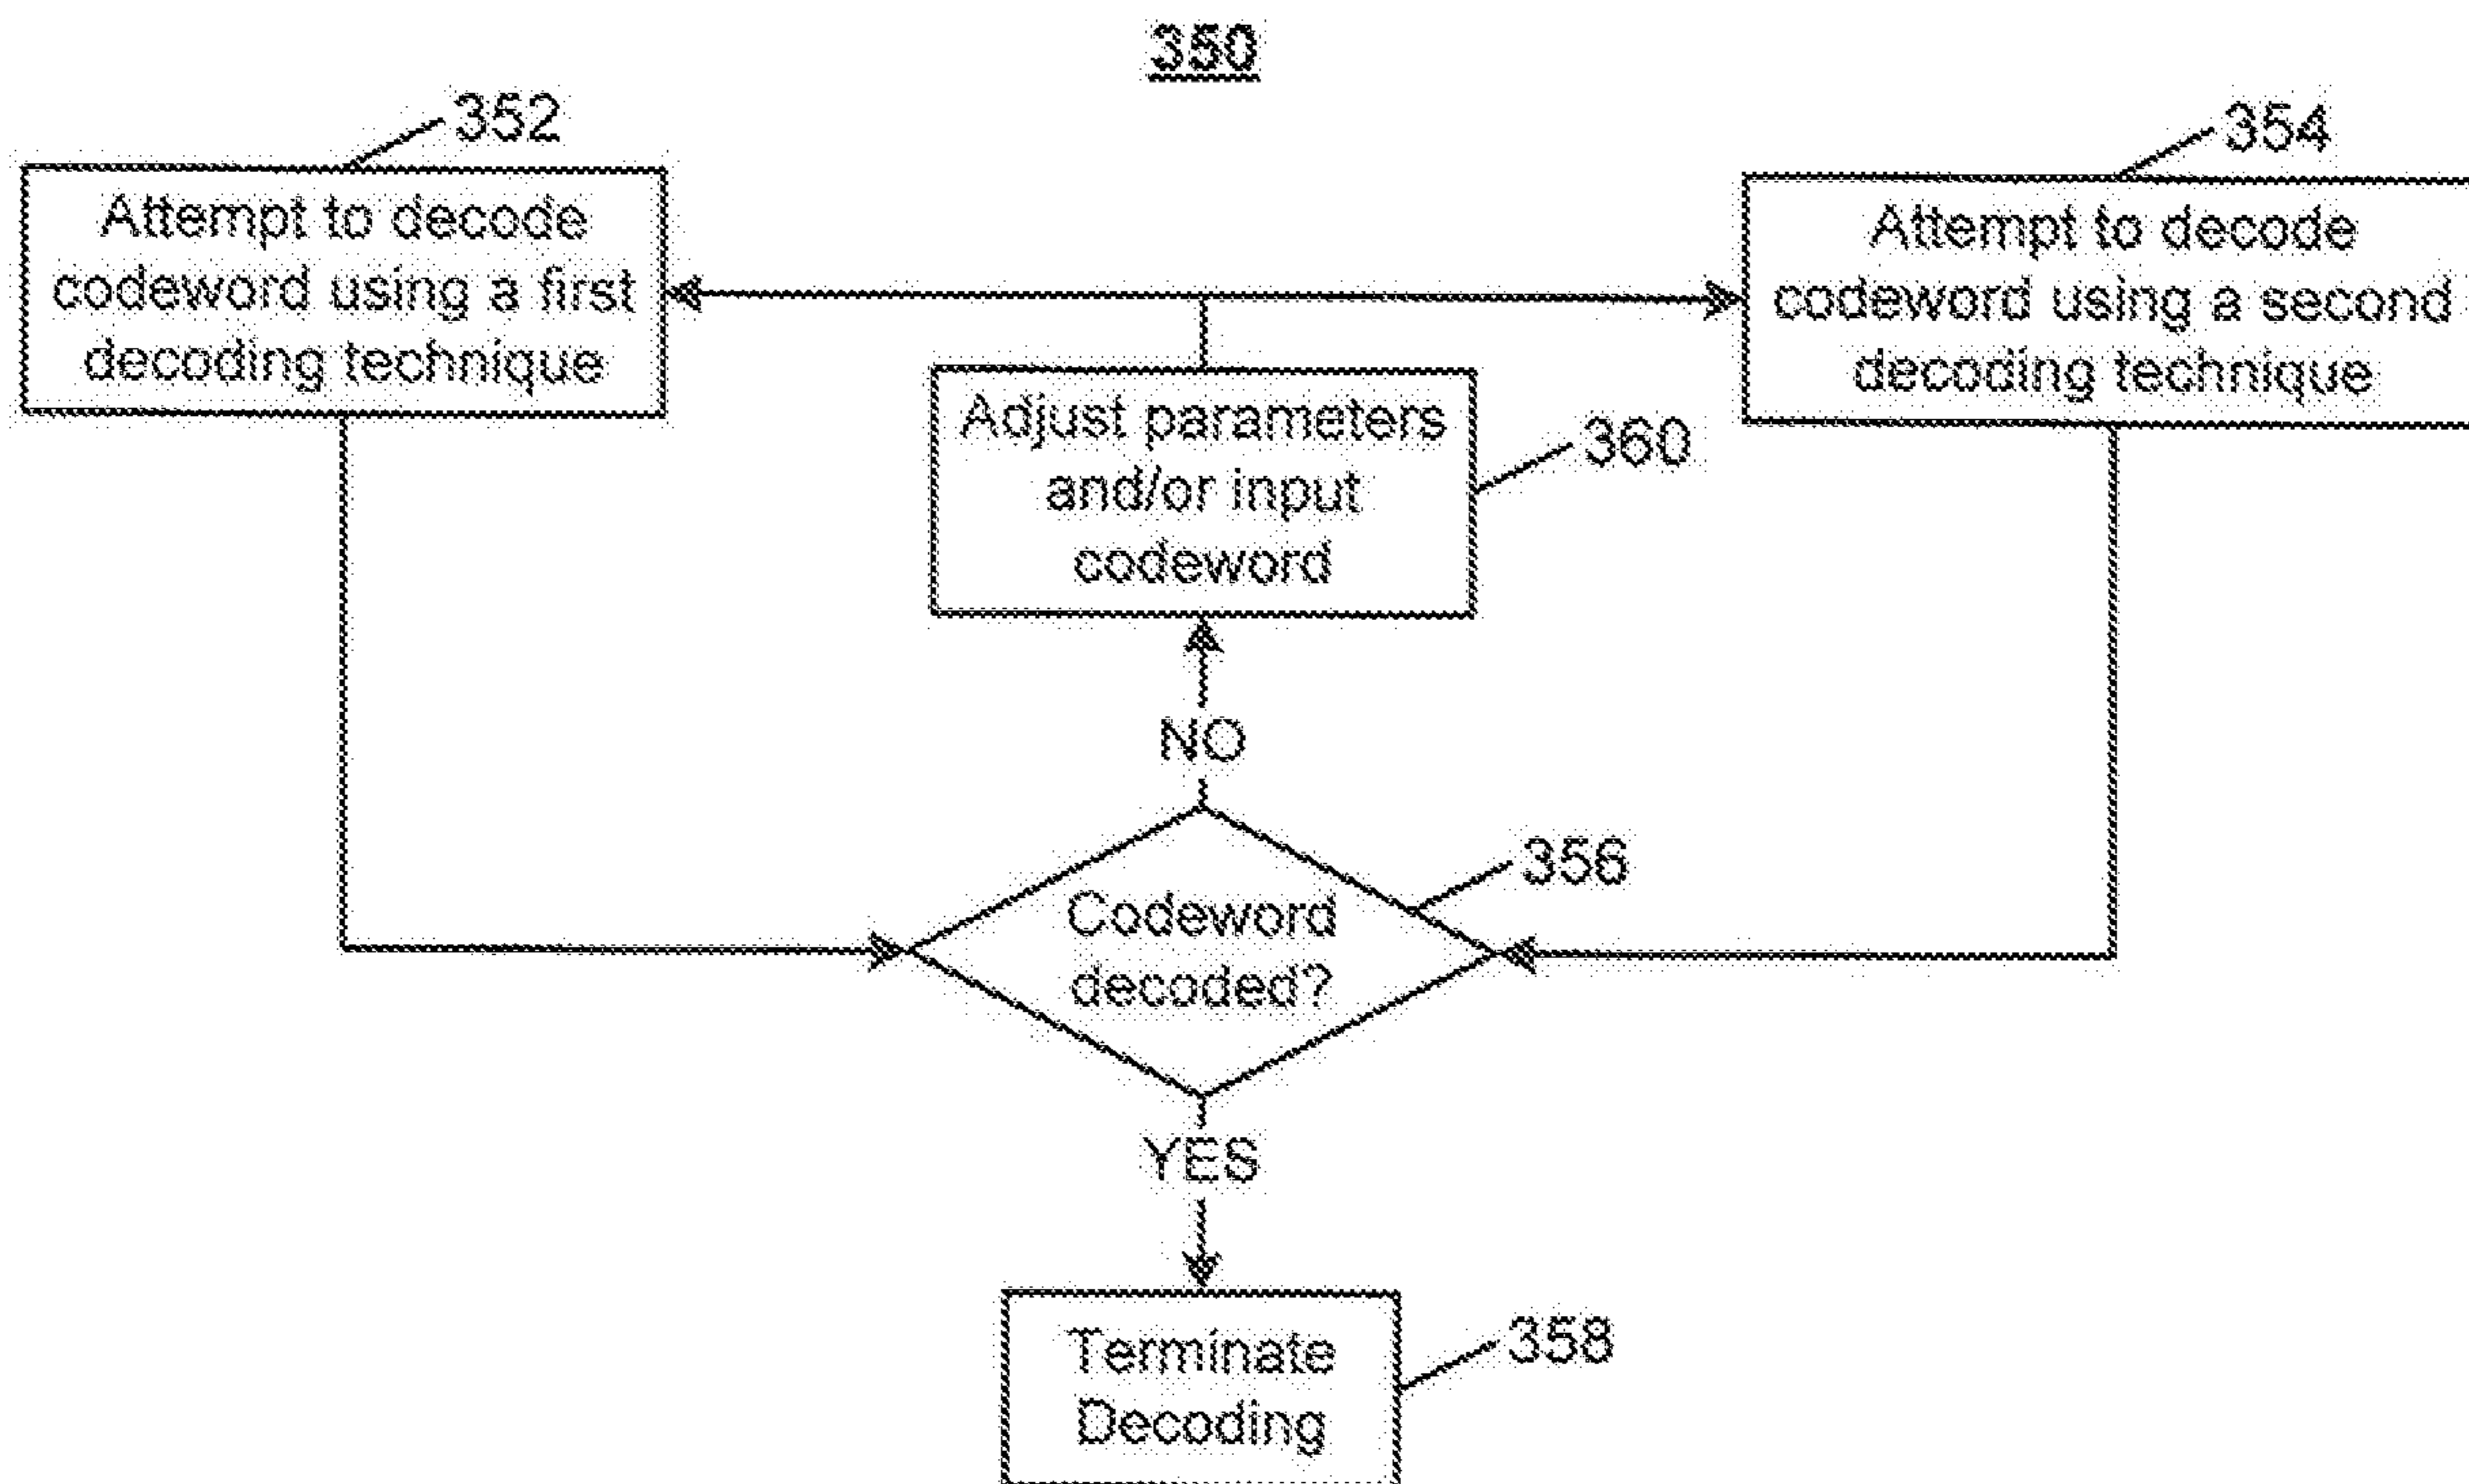 350
352
354
Attempt to decode
codeword using a first
decoding technique
Attempt to decode
codeword using a second
decoding technique
Adjust parameters
and/or input
codeword
360
NO
356
Codeword
decoded?
YES
Terminate
Decoding
358